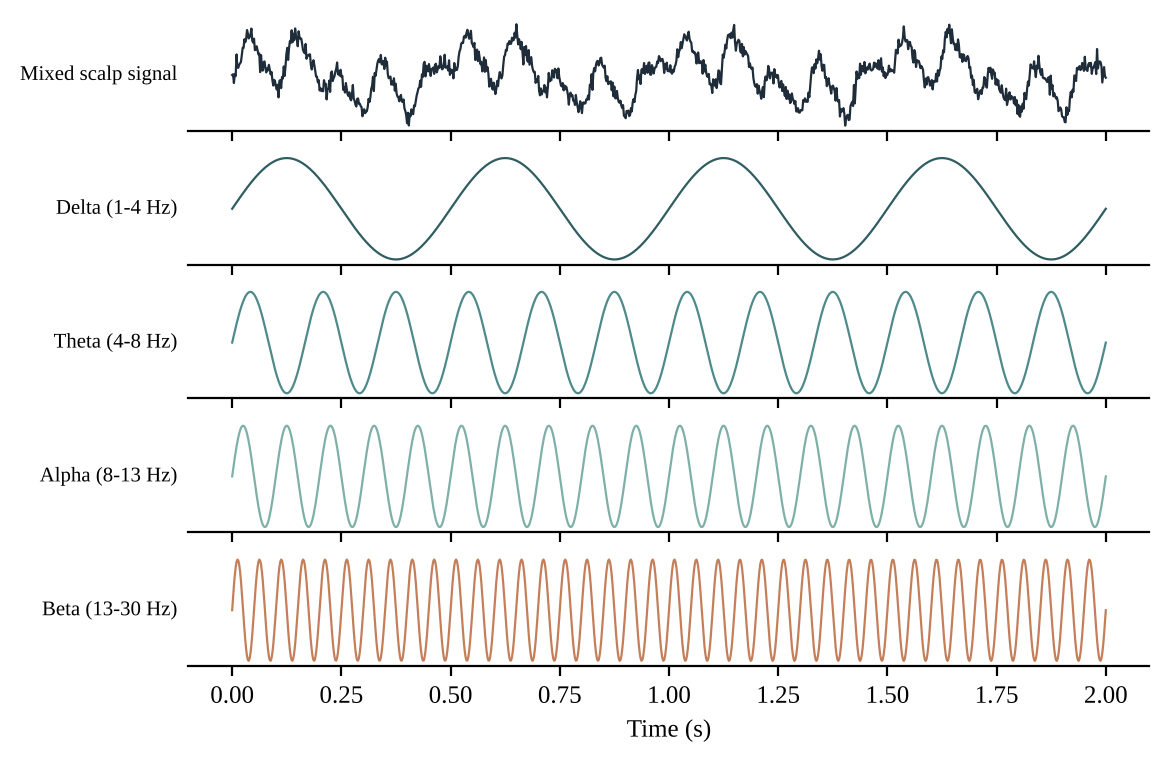 Mixed scalp signal
Delta (1-4 Hz)
Theta (4-8 Hz)
Alpha (8-13 Hz)
Beta (13-30 Hz)
0.00 0.25 0.50 0.75 1.00 1.25 1.50 1.75 2.00
Time (s)